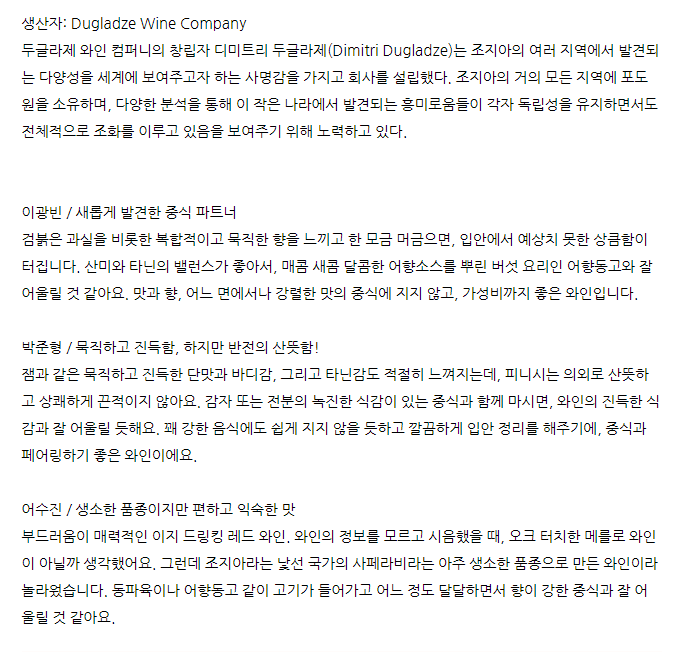 생산자: Dugladze Wine Company
두글라제 와인 컴퍼니의 창립자 디미트리 두글라제(Dimitri Dugladze)는 조지아의 여러 지역에서 발견되
는 다양성을 세계에 보여주고자 하는 사명감을 가지고 회사를 설립했다. 조지아의 거의 모든 지역에 포도
원을 소유하며, 다양한 분석을 통해 이 작은 나라에서 발견되는 흥미로움들이 각자 독립성을 유지하면서도
전체적으로 조화를 이루고 있음을 보여주기 위해 노력하고 있다.
이광빈 / 새롭게 발견한 중식 파트너
검붉은 과실을 비롯한 복합적이고 묵직한 향을 느끼고 한 모금 머금으면, 입안에서 예상치 못한 상큼함이
터집니다. 산미와 타닌의 밸런스가 좋아서, 매콤 새콤 달콤한 어향소스를 뿌린 버섯 요리인 어향동고와 잘
어울릴 것 같아요. 맛과 향, 어느 면에서나 강렬한 맛의 중식에 지지 않고, 가성비까지 좋은 와인입니다.
박준형 / 묵직하고 진득함, 하지만 반전의 산뜻함!
잼과 같은 묵직하고 진득한 단맛과 바디감, 그리고 타닌감도 적절히 느껴지는데, 피니시는 의외로 산뜻하
고 상쾌하게 끈적이지 않아요. 감자 또는 전분의 녹진한 식감이 있는 중식과 함께 마시면, 와인의 진득한 식
감과 잘 어울릴 듯해요. 꽤 강한 음식에도 쉽게 지지 않을 듯하고 깔끔하게 입안 정리를 해주기에, 중식과
페어링하기 좋은 와인이에요.
어수진 / 생소한 품종이지만 편하고 익숙한 맛
부드러움이 매력적인 이지 드링킹 레드 와인. 와인의 정보를 모르고 시음했을 때, 오크 터치한 메를로 와인
이 아닐까 생각했어요. 그런데 조지아라는 낯선 국가의 사페라비라는 아주 생소한 품종으로 만든 와인이라
놀라웠습니다. 동파육이나 어향동고 같이 고기가 들어가고 어느 정도 달달하면서 향이 강한 중식과 잘 어
울릴 것 같아요.